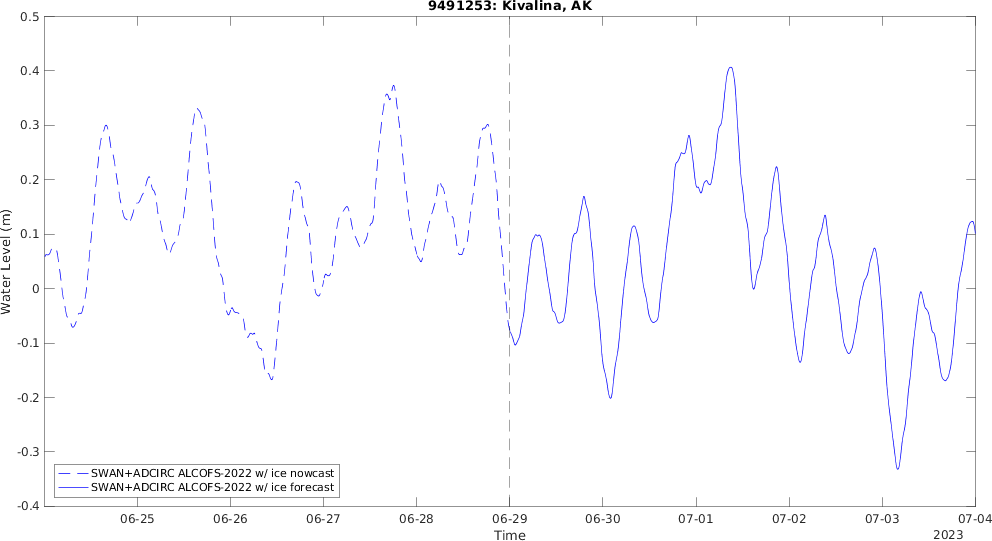 9491253: Kivalina, AK
0.5
0.4
0.3
0.2
0.1
0
-0.1
-0.2
-0.3
-0.4
Water Level (m)
SWAN+ADCIRC ALCOFS-2022 w/ ice nowcast
SWAN+ADCIRC ALCOFS-2022 w/ ice forecast
06-25 06-26 06-27 06-28 06-29 06-30 07-01 07-02 07-03 07-04
Time
2023